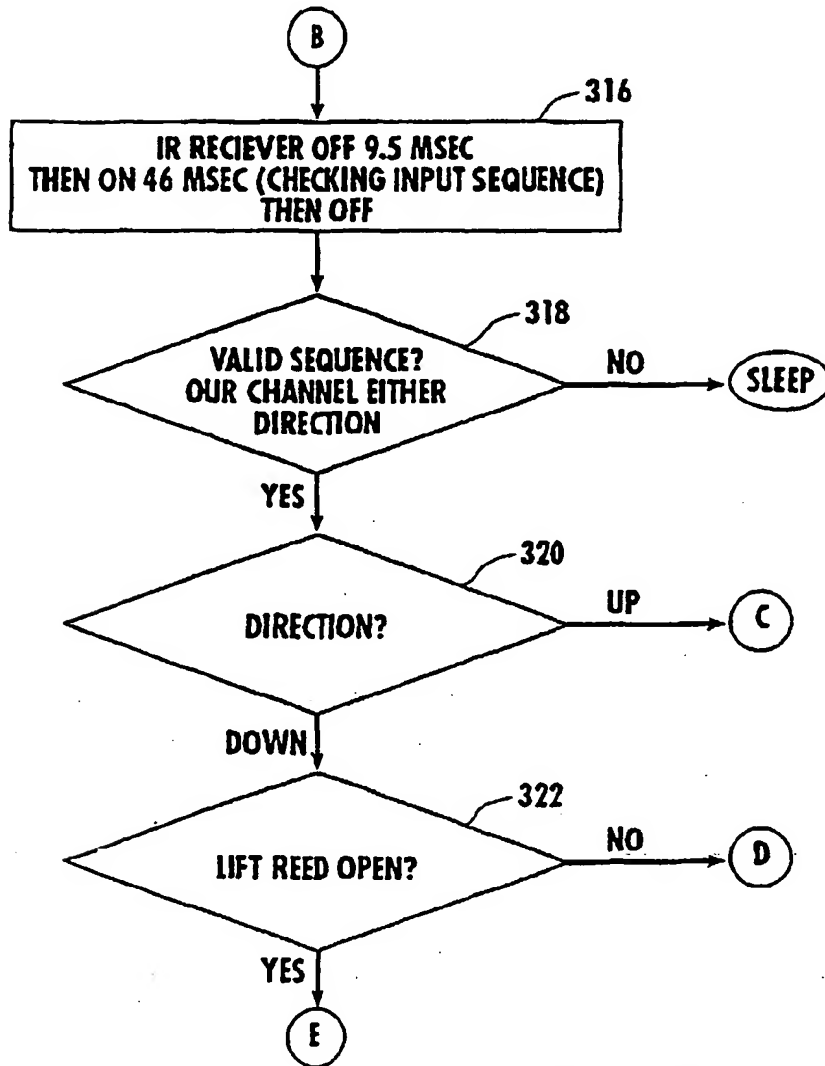 B
316
IR RECIEVER OFF 9.5 MSEC
THEN ON 46 MSEC (CHECKING INPUT SEQUENCE)
THEN OFF
318
VALID SEQUENCE?
OUR CHANNEL EITHER
DIRECTION
NO
SLEEP
YES
320
DIRECTION?
UP
C
DOWN
322
LIFT REED OPEN?
NO
D
YES
E